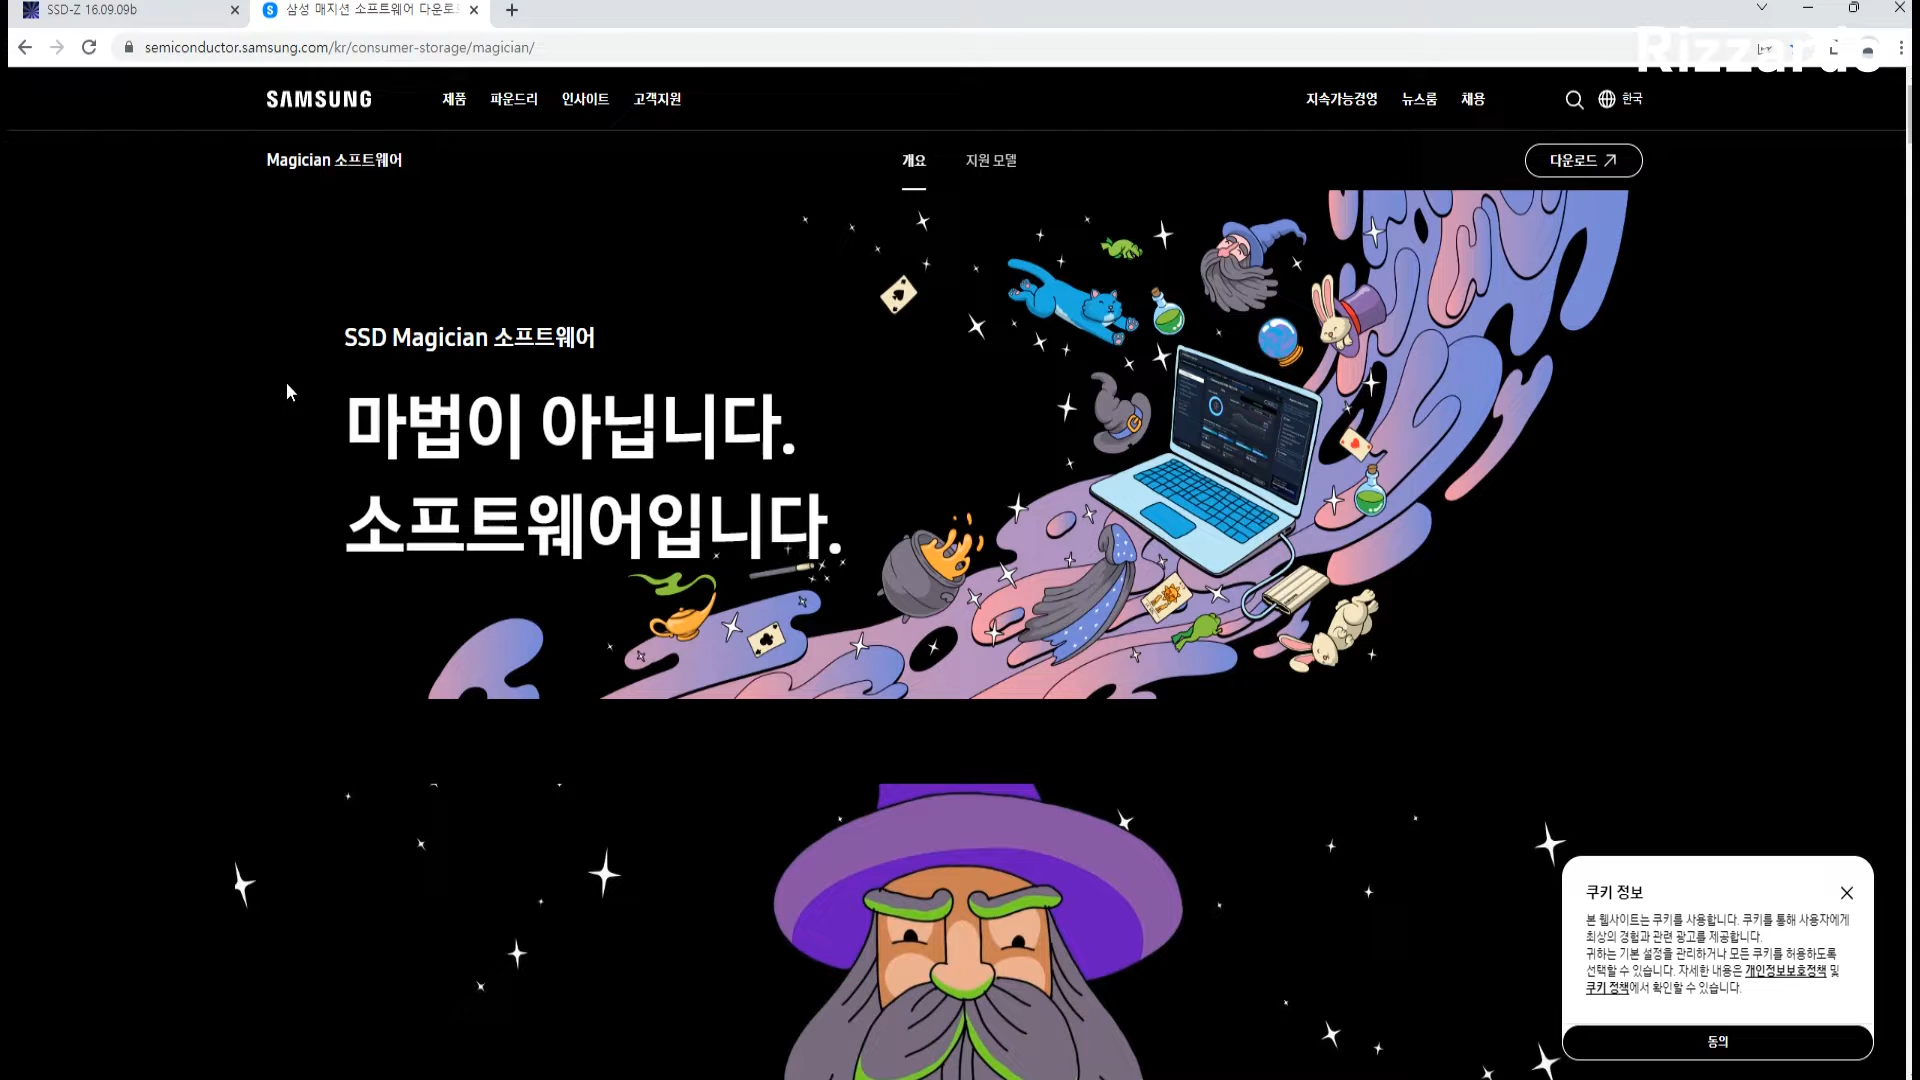 SSD-Z 16.09.09b
삼성 매지션 소프트웨어 다운로드
semiconductor.samsung.com/kr/consumer-storage/magician/
Rizzardo
SAMSUNG 제품 파운드리 인사이트 고객지원 지속가능경영 뉴스룸 채용 한국
Magician 소프트웨어 개요 지원 모델 다운로드
SSD Magician 소프트웨어
마법이 아닙니다.
소프트웨어입니다.
쿠키 정보
본 웹사이트는 쿠키를 사용합니다. 쿠키를 통해 사용자에게
최상의 경험과 관련 광고를 제공합니다.
귀하는 기본 설정을 관리하거나 모든 쿠키를 허용하도록
선택할 수 있습니다. 자세한 내용은 개인정보보호정책 및
쿠키 정책에서 확인할 수 있습니다.
동의